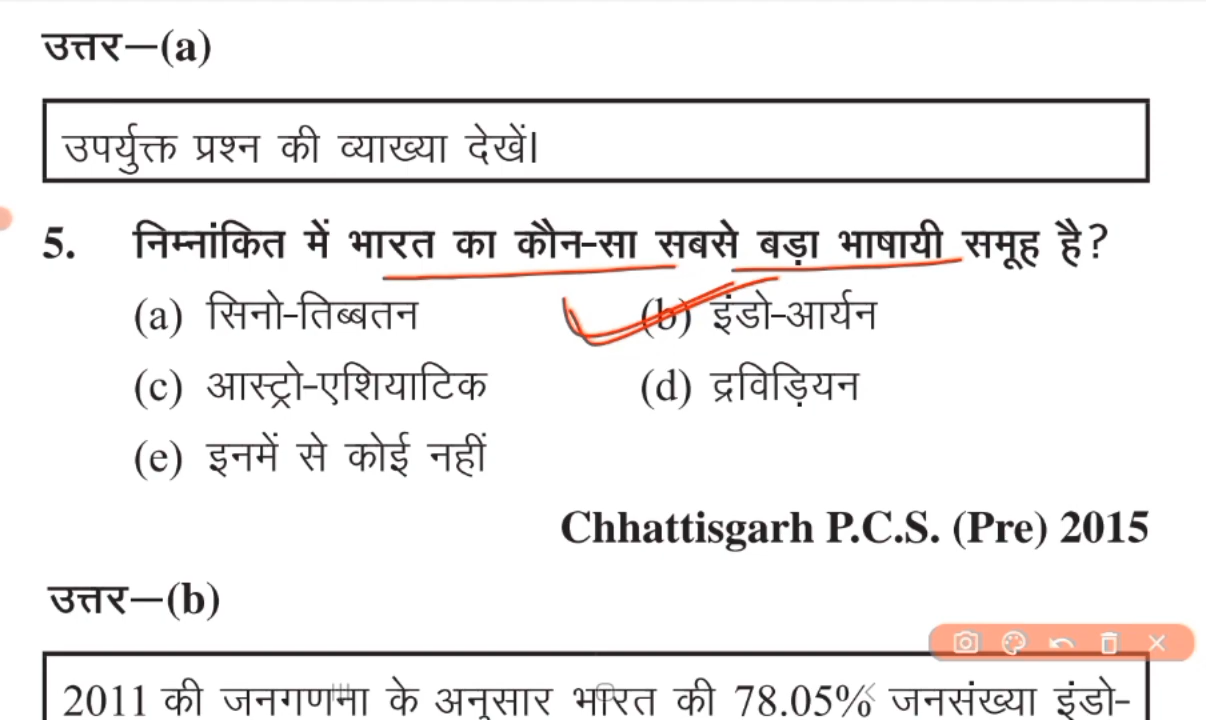 उत्तर—(a)
उपर्युक्त प्रश्न की व्याख्या देखें।
5. निम्नांकित में भारत का कौन-सा सबसे बड़ा भाषायी समूह है?
(a) सिनो-तिब्बतन (b) इंडो-आर्यन
(c) आस्ट्रो-एशियाटिक (d) द्रविड़ियन
(e) इनमें से कोई नहीं
Chhattisgarh P.C.S. (Pre) 2015
उत्तर—(b)
2011 की जनगणना के अनुसार भारत की 78.05% जनसंख्या इंडो-